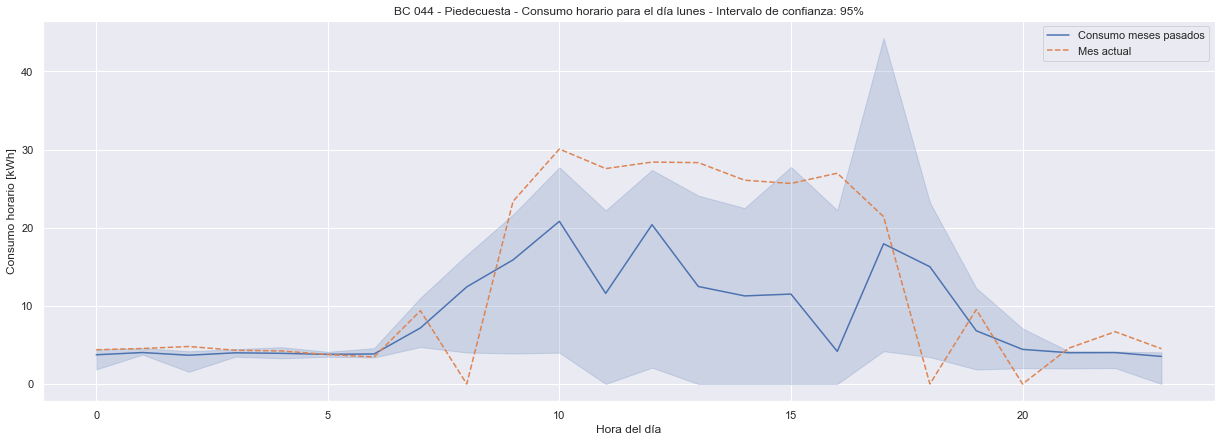 BC 044 - Piedecuesta - Consumo horario para el día lunes - Intervalo de confianza: 95%
Consumo meses pasados
Mes actual
Consumo horario [kWh]
40
30
20
10
0
0 5 10 15 20
Hora del día